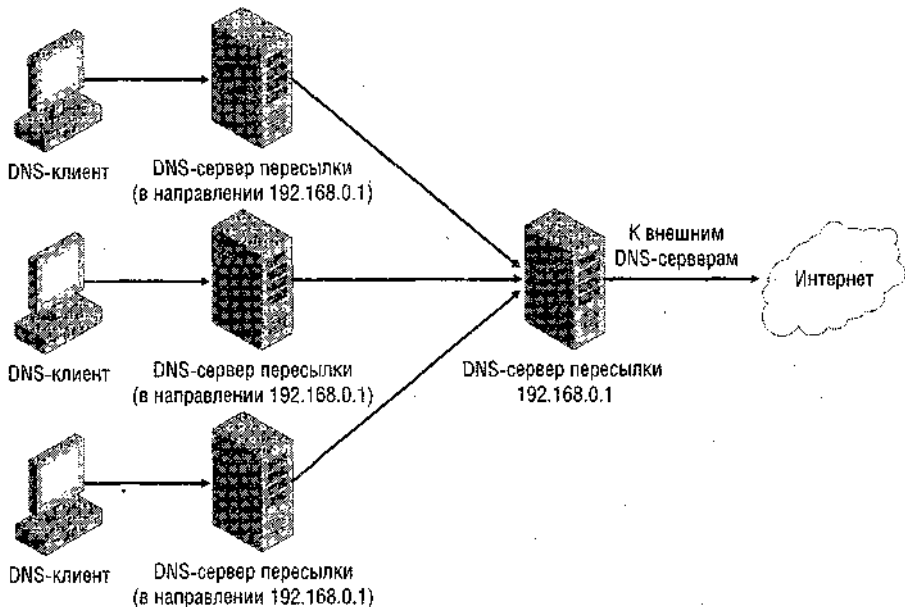 DNS-клиент
DNS-сервер пересылки
(в направлении 192.168.0.1)
DNS-клиент
DNS-сервер пересылки
(в направлении 192.168.0.1)
DNS-клиент
DNS-сервер пересылки
(в направлении 192.168.0.1)
DNS-сервер пересылки
192.168.0.1
К внешним
DNS-серверам
Интернет